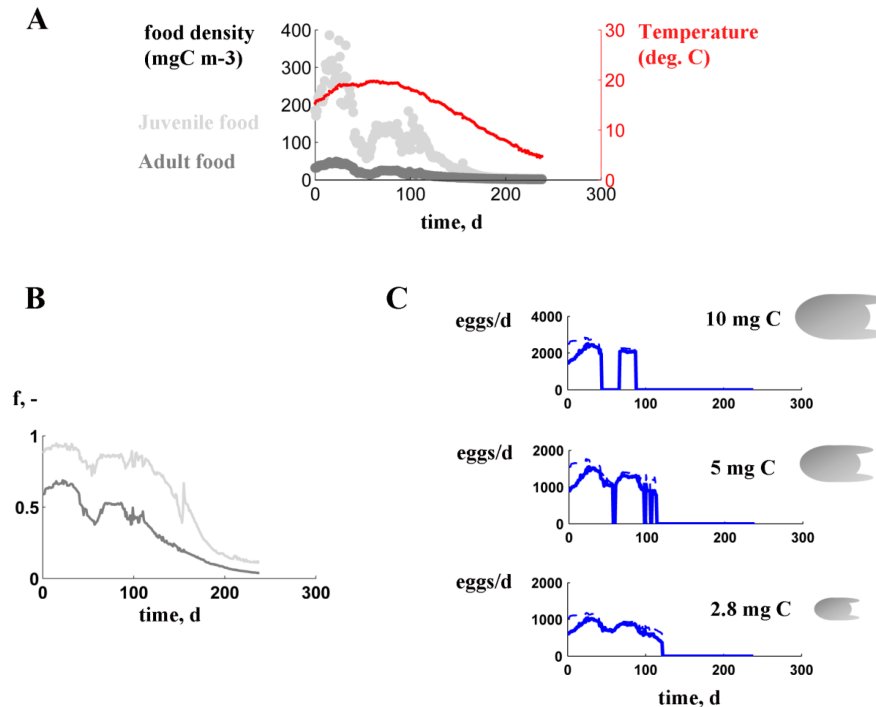 A
food density
(mgC m-3)
Juvenile food
Adult food
400
300
200
100
0
0
100
200
300
time, d
30
20
10
0
Temperature
(deg. C)
B
f, -
1
0.5
0
0
100
200
300
time, d
C
eggs/d
4000
2000
0
0
100
200
300
10 mg C
eggs/d
2000
1000
0
0
100
200
300
5 mg C
eggs/d
2000
1000
0
0
100
200
300
2.8 mg C
time, d